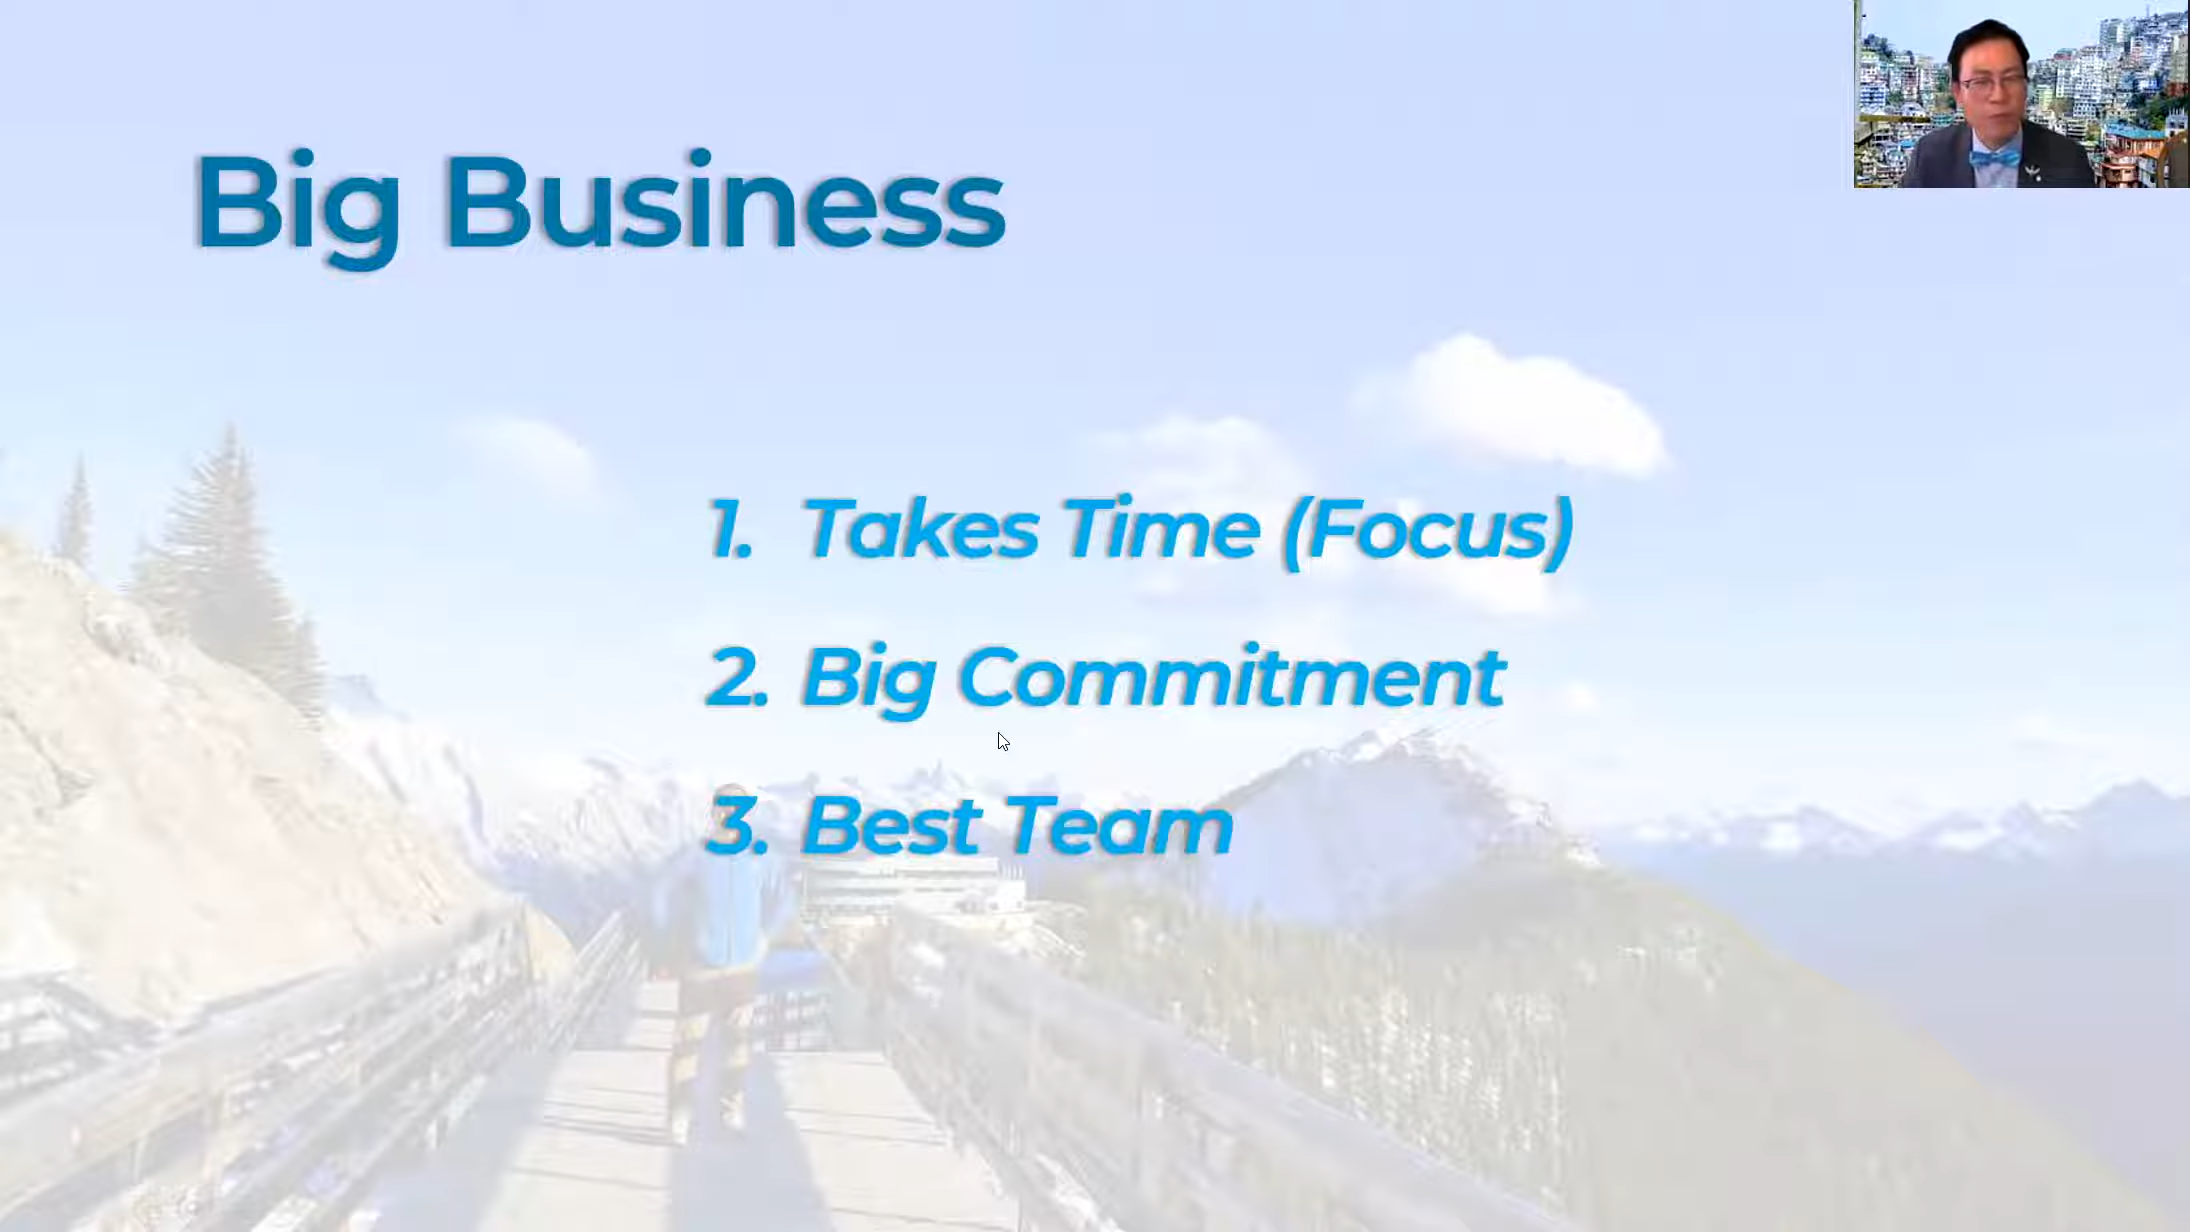 Big Business
1. Takes Time (Focus)
2. Big Commitment
3. Best Team